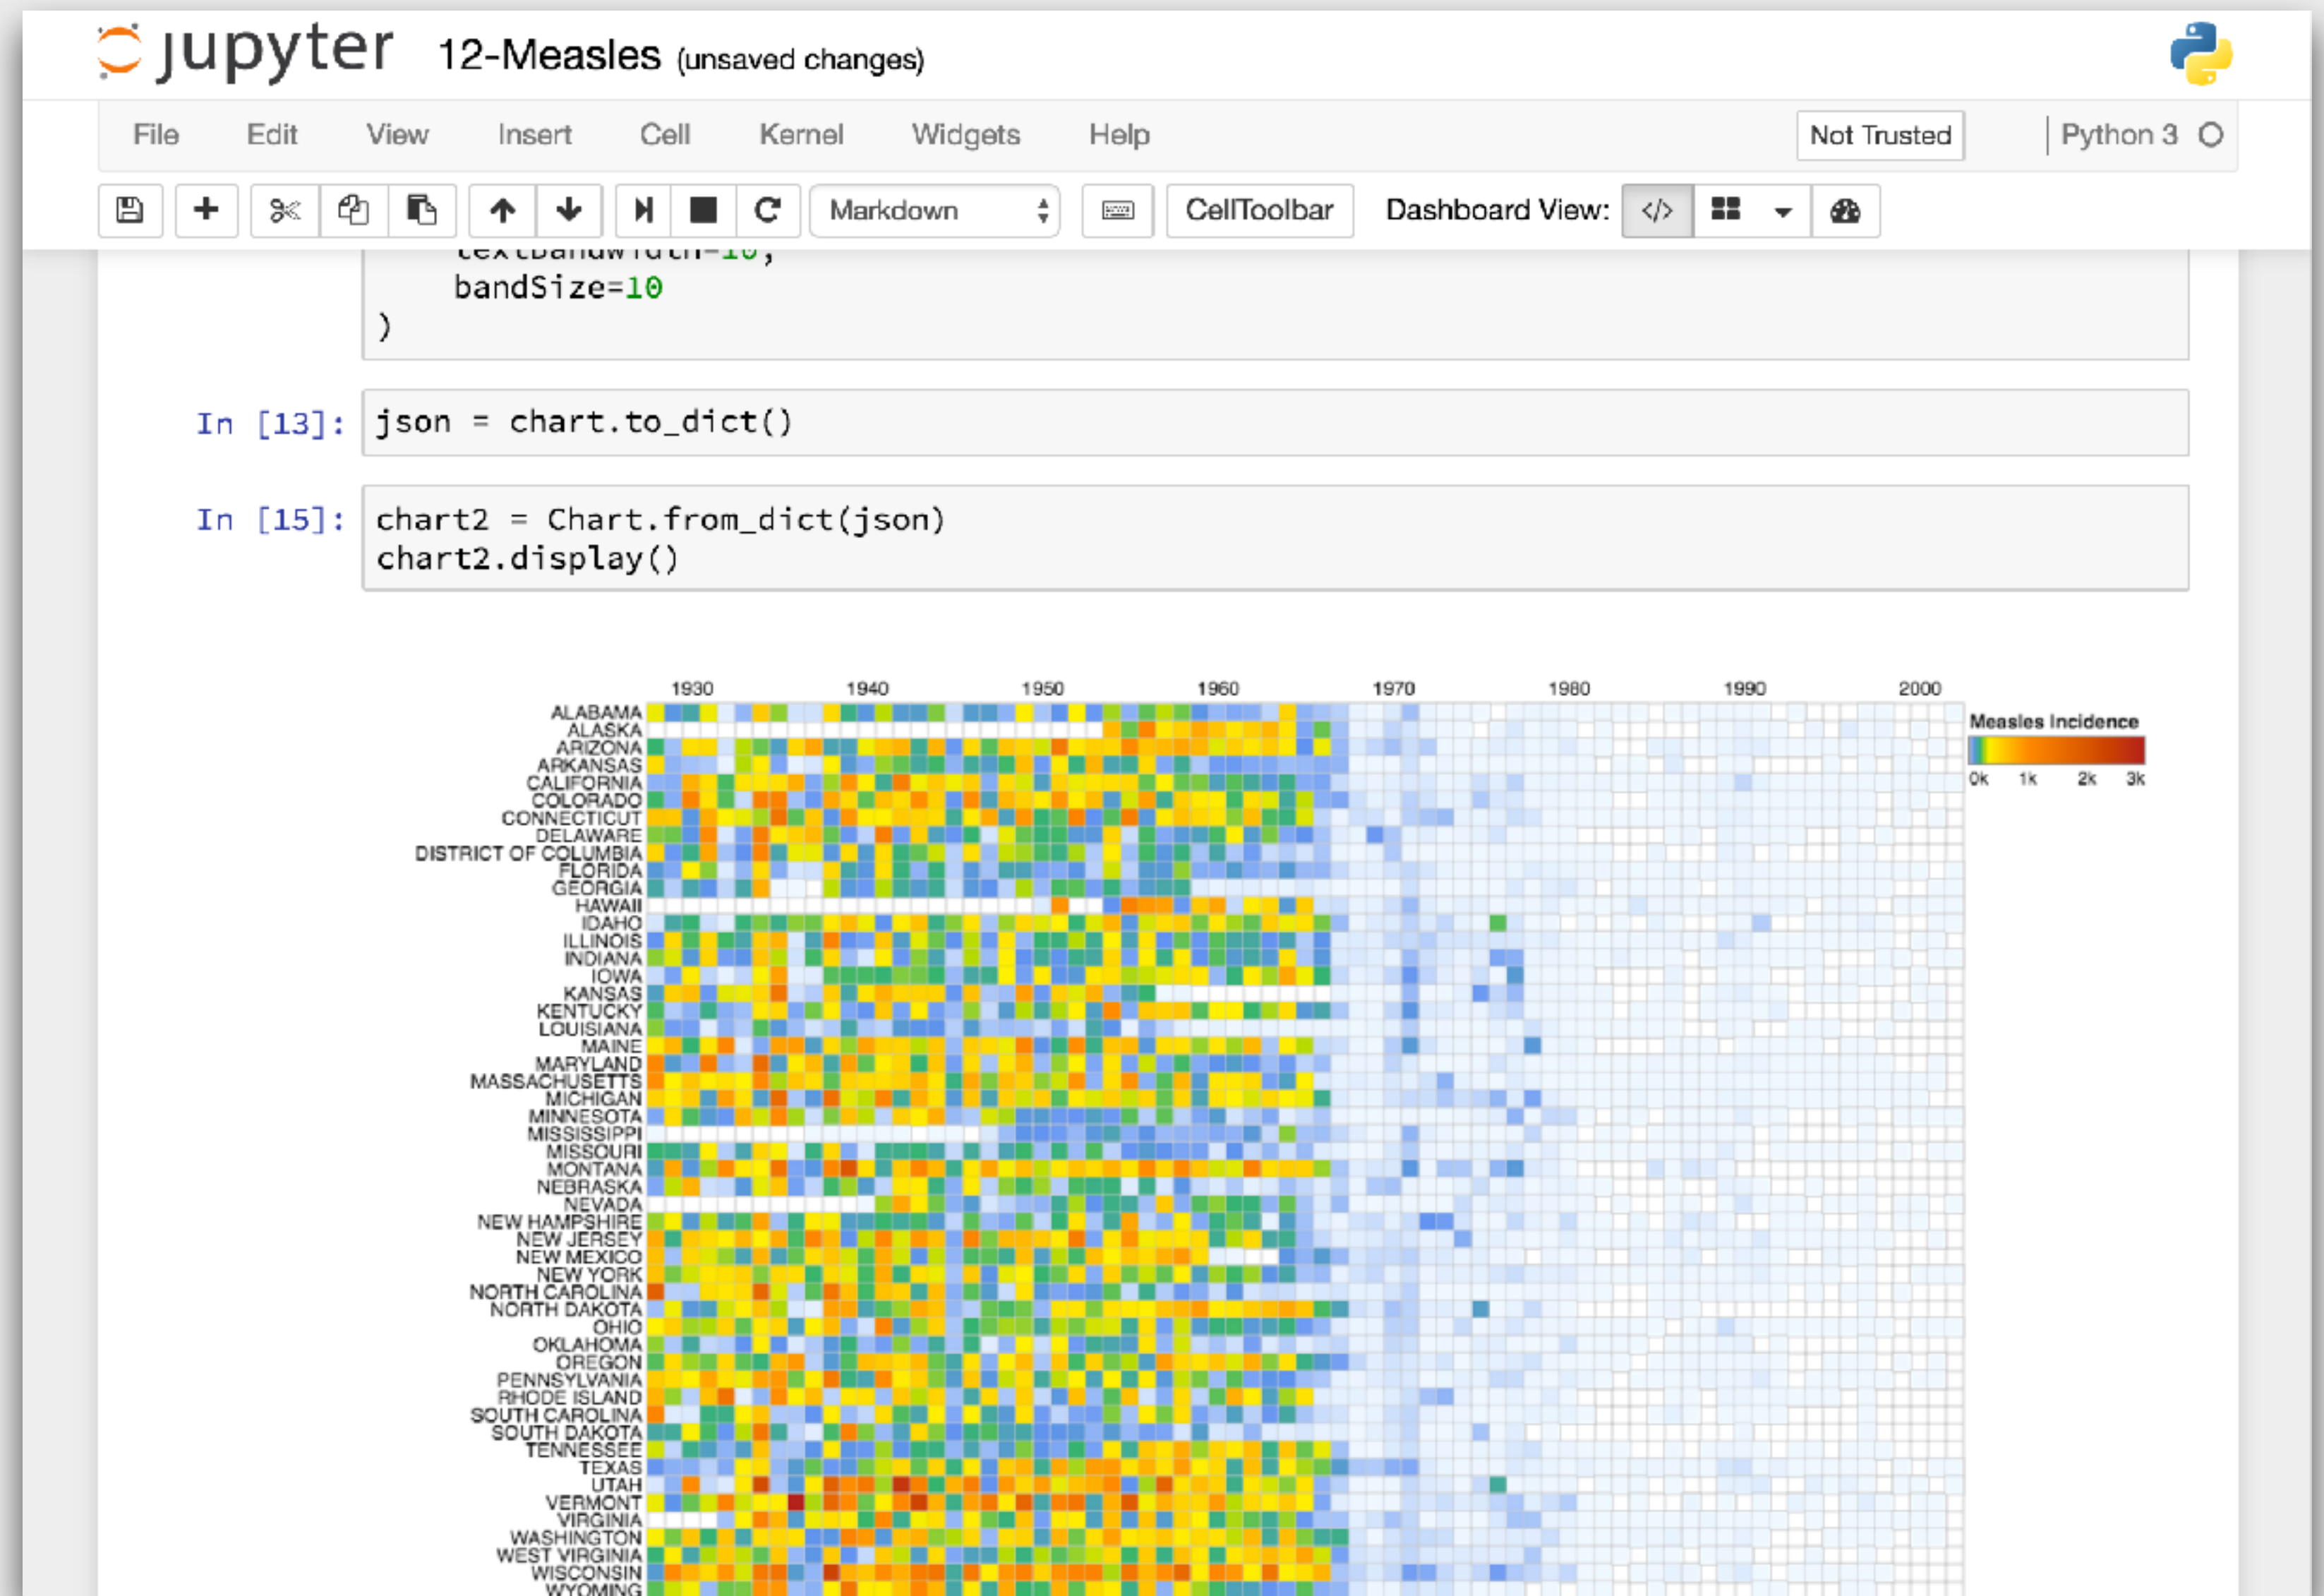 jupyter 12-Measles (unsaved changes)
File Edit View Insert Cell Kernel Widgets Help Not Trusted Python 3
Markdown CellToolbar Dashboard View: </>
textBandWidth=10,
bandSize=10
)
In [13]: json = chart.to_dict()
In [15]: chart2 = Chart.from_dict(json)
chart2.display()
1930 1940 1950 1960 1970 1980 1990 2000
ALABAMA
ALASKA
ARIZONA
ARKANSAS
CALIFORNIA
COLORADO
CONNECTICUT
DELAWARE
DISTRICT OF COLUMBIA
FLORIDA
GEORGIA
HAWAII
IDAHO
ILLINOIS
INDIANA
IOWA
KANSAS
KENTUCKY
LOUISIANA
MAINE
MARYLAND
MASSACHUSETTS
MICHIGAN
MINNESOTA
MISSISSIPPI
MISSOURI
MONTANA
NEBRASKA
NEVADA
NEW HAMPSHIRE
NEW JERSEY
NEW MEXICO
NEW YORK
NORTH CAROLINA
NORTH DAKOTA
OHIO
OKLAHOMA
OREGON
PENNSYLVANIA
RHODE ISLAND
SOUTH CAROLINA
SOUTH DAKOTA
TENNESSEE
TEXAS
UTAH
VERMONT
VIRGINIA
WASHINGTON
WEST VIRGINIA
WISCONSIN
WYOMING
Measles Incidence
0k 1k 2k 3k